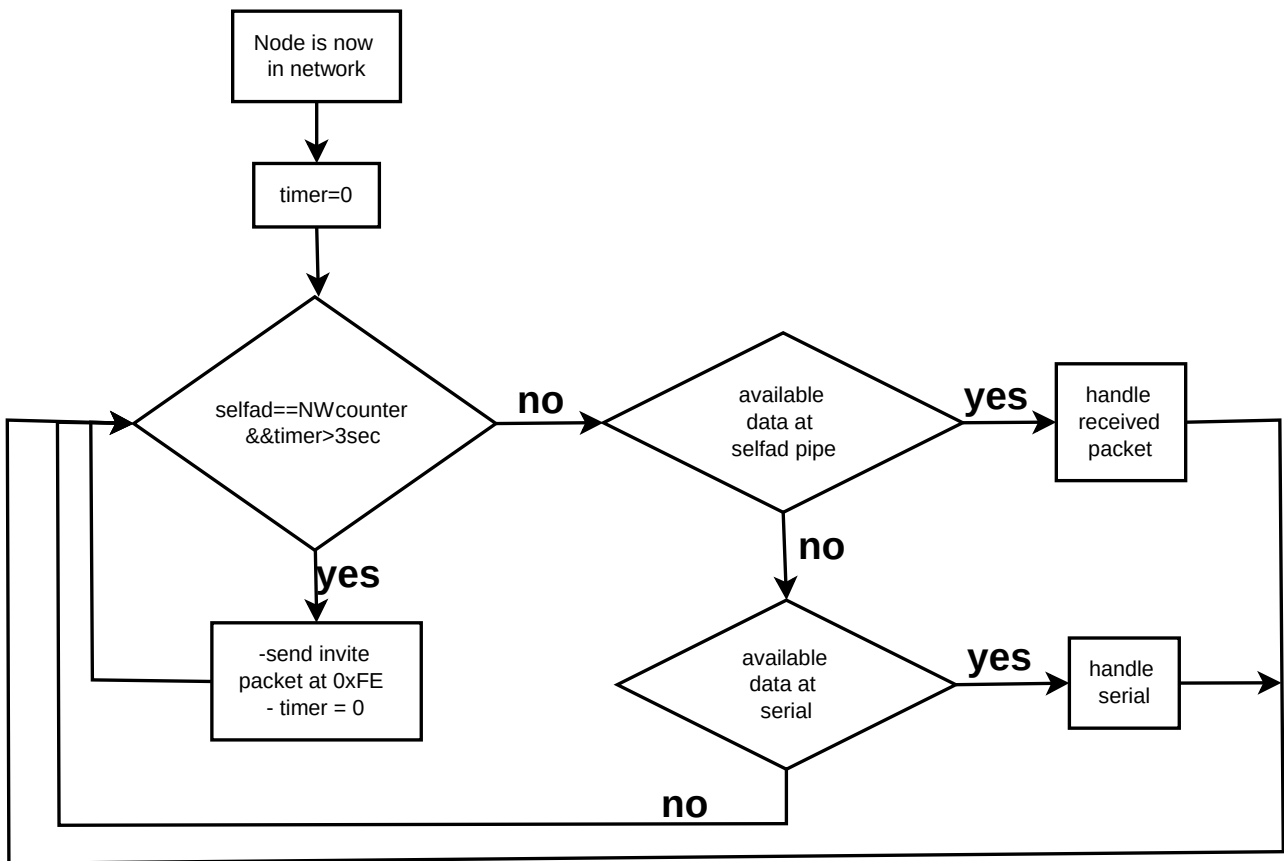 Node is now
in network
timer=0
selfad==NWcounter
&&timer>3sec
no
available
data at
selfad pipe
yes
handle
received
packet
yes
no
-send invite
packet at 0xFE
- timer = 0
available
data at
serial
yes
handle
serial
no